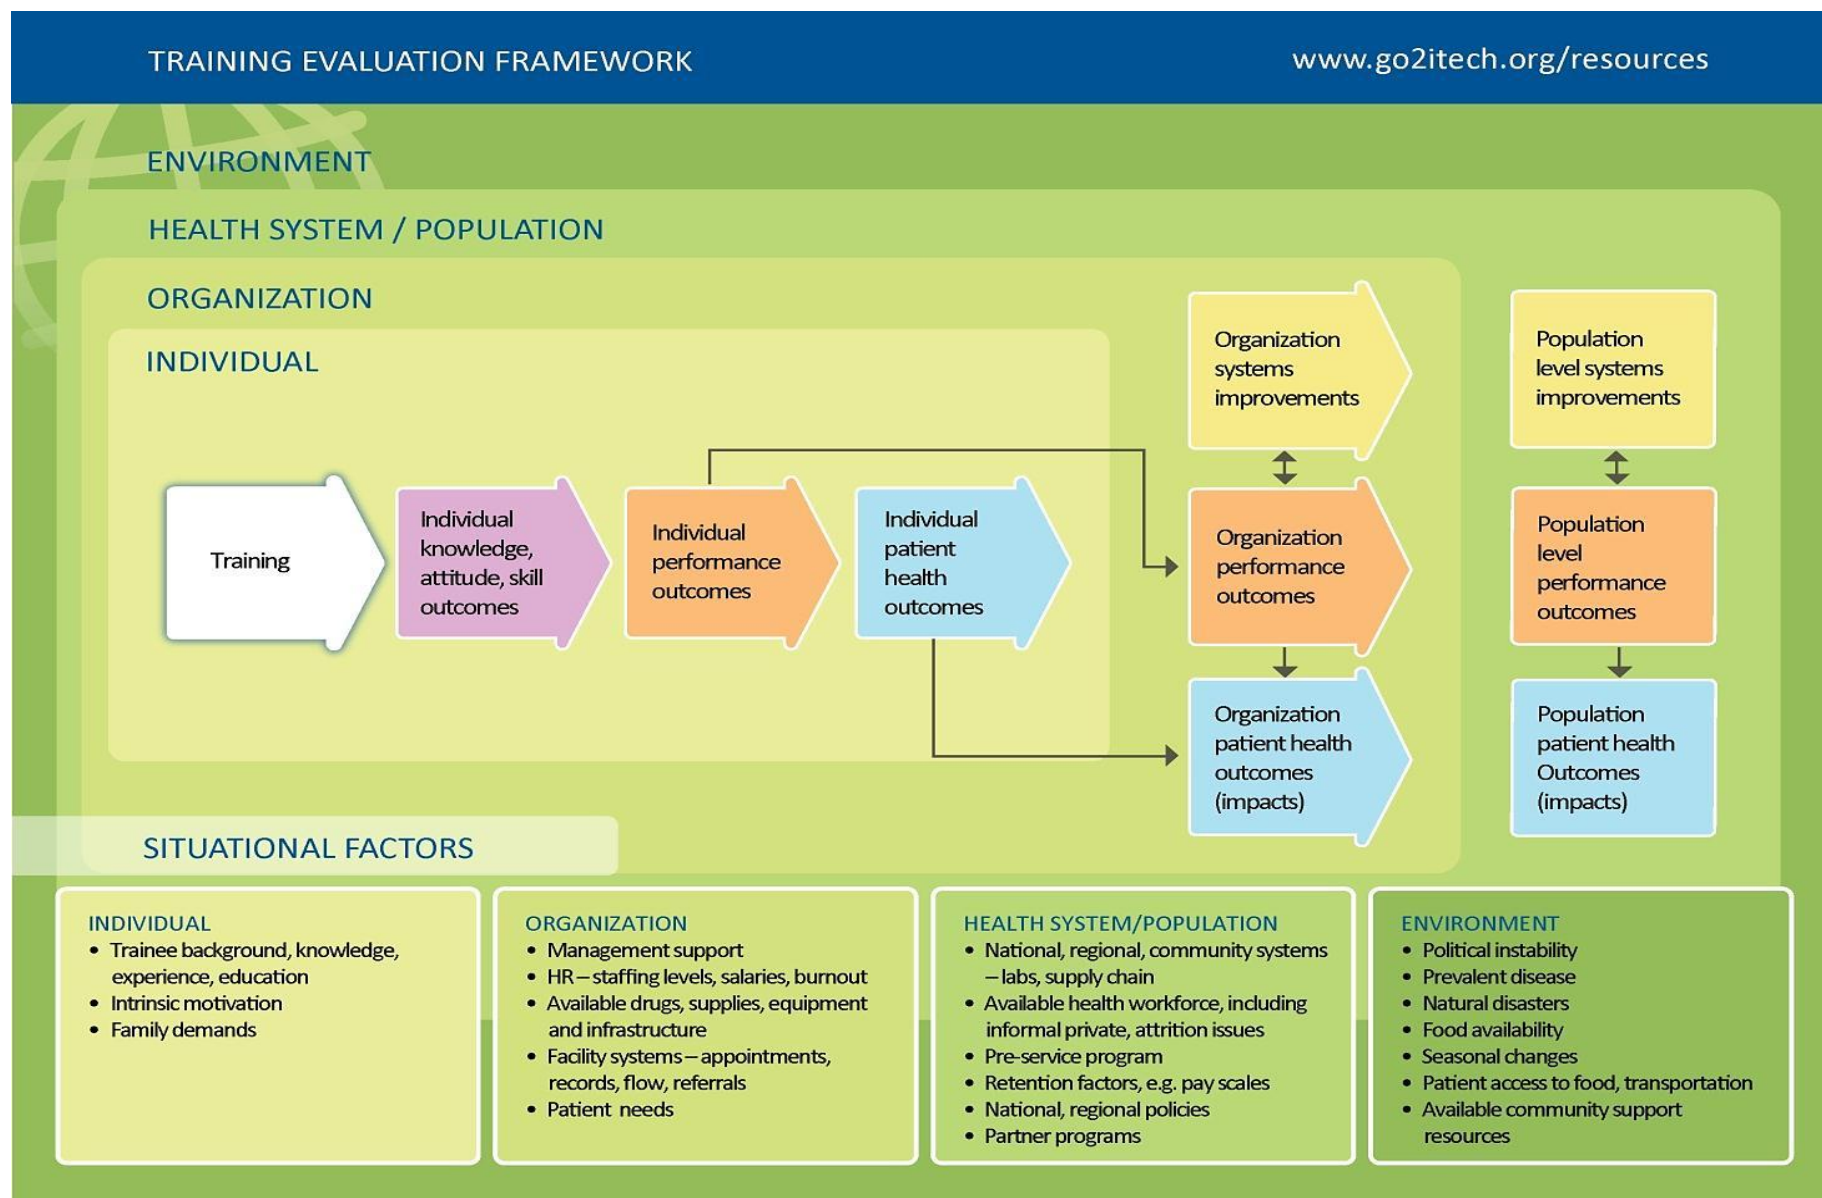 TRAINING EVALUATION FRAMEWORK
www.go2itech.org/resources
ENVIRONMENT
HEALTH SYSTEM / POPULATION
ORGANIZATION
INDIVIDUAL
Training
Individual
knowledge,
attitude, skill
outcomes
Individual
performance
outcomes
Individual
patient
health
outcomes
Organization
systems
improvements
Organization
performance
outcomes
Organization
patient health
outcomes
(impacts)
Population
level systems
improvements
Population
level
performance
outcomes
Population
patient health
Outcomes
(impacts)
SITUATIONAL FACTORS
INDIVIDUAL
• Trainee background, knowledge,
experience, education
• Intrinsic motivation
• Family demands
ORGANIZATION
• Management support
• HR – staffing levels, salaries, burnout
• Available drugs, supplies, equipment
and infrastructure
• Facility systems – appointments,
records, flow, referrals
• Patient needs
HEALTH SYSTEM/POPULATION
• National, regional, community systems
– labs, supply chain
• Available health workforce, including
informal private, attrition issues
• Pre-service program
• Retention factors, e.g. pay scales
• National, regional policies
• Partner programs
ENVIRONMENT
• Political instability
• Prevalent disease
• Natural disasters
• Food availability
• Seasonal changes
• Patient access to food, transportation
• Available community support
resources